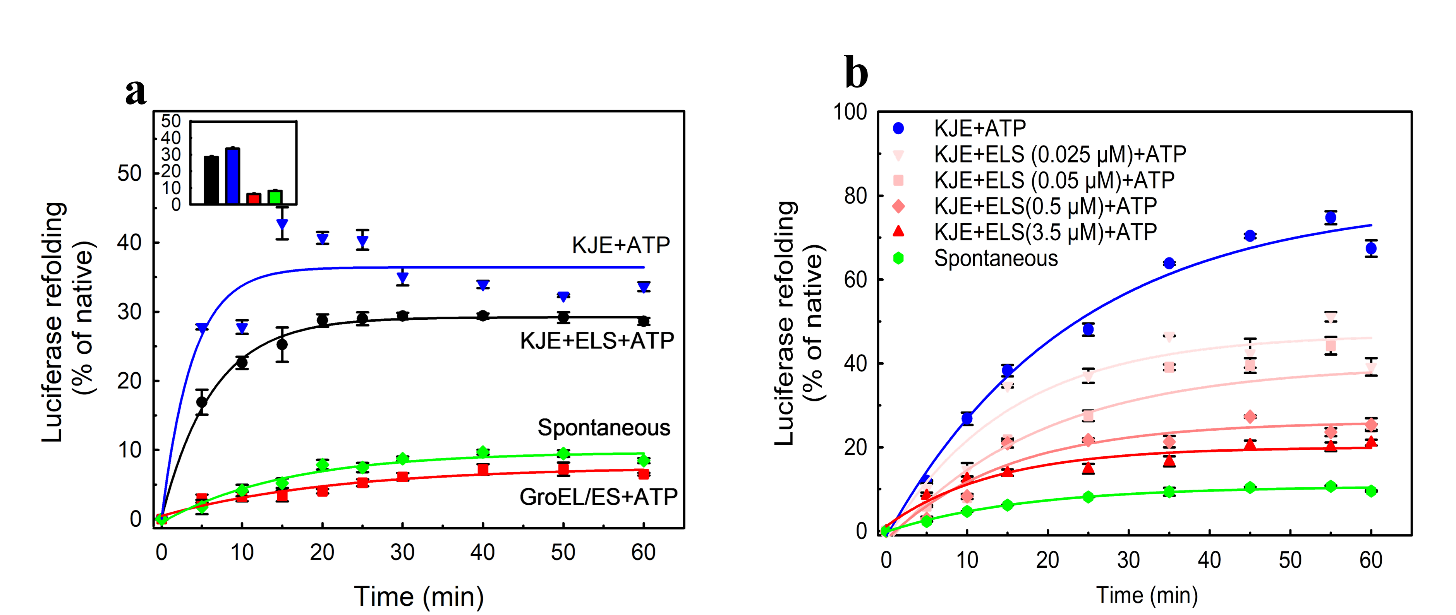 a
50
40
30
20
10
0
50
40
30
20
10
0
KJE+ATP
KJE+ELS+ATP
Spontaneous
GroEL/ES+ATP
0 10 20 30 40 50 60
Time (min)
Luciferase refolding
(% of native)
b
100
80
60
40
20
0
KJE+ATP
KJE+ELS (0.025 µM)+ATP
KJE+ELS (0.05 µM)+ATP
KJE+ELS(0.5 µM)+ATP
KJE+ELS(3.5 µM)+ATP
Spontaneous
0 10 20 30 40 50 60
Time (min)
Luciferase refolding
(% of native)